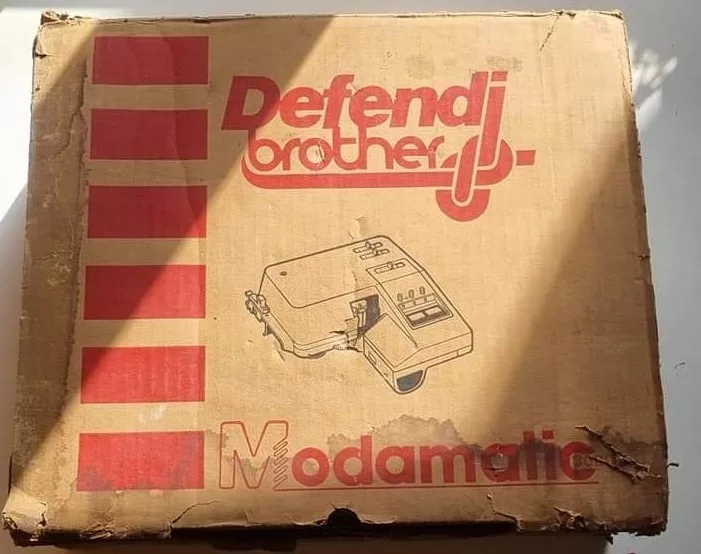 Defendi
brother
Modamatic